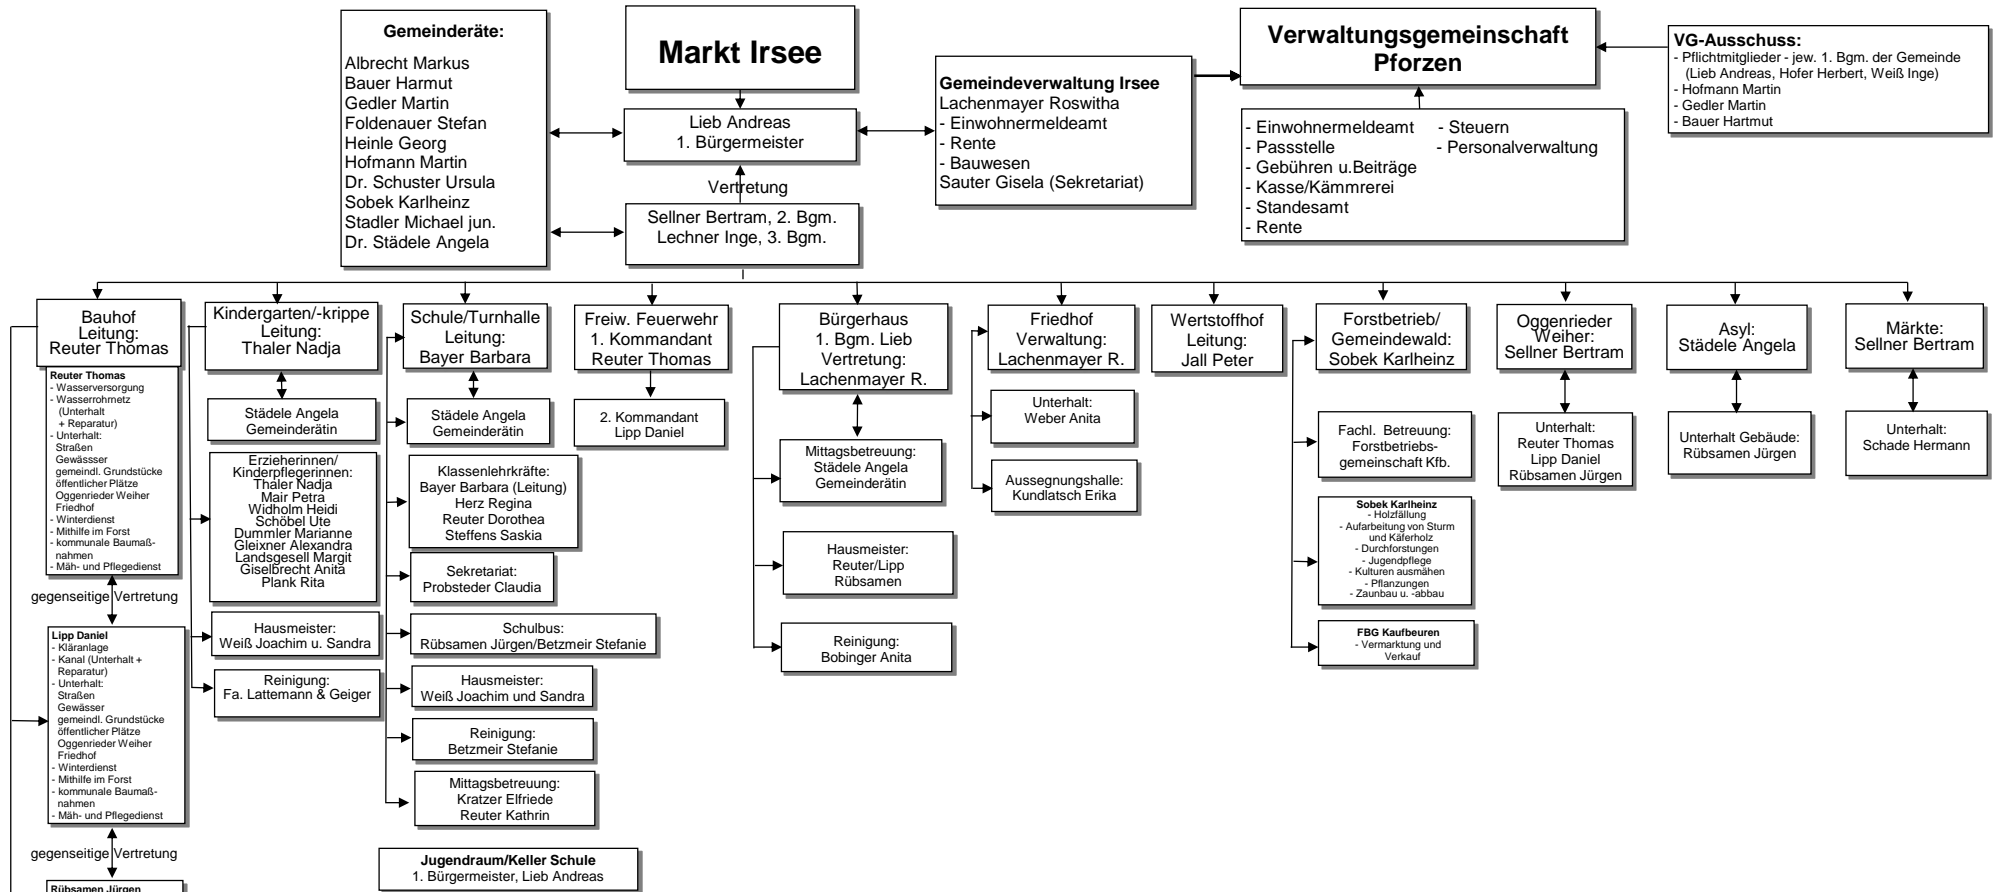 Gemeinderäte:
Albrecht Markus
Bauer Harmut
Gedler Martin
Foldenauer Stefan
Heinle Georg
Hofmann Martin
Dr. Schuster Ursula
Sobek Karlheinz
Stadler Michael jun.
Dr. Städele Angela
Markt Irsee
Lieb Andreas
1. Bürgermeister
Vertretung
Sellner Bertram, 2. Bgm.
Lechner Inge, 3. Bgm.
Gemeindeverwaltung Irsee
Lachenmayer Roswitha
- Einwohnermeldeamt
- Rente
- Bauwesen
Sauter Gisela (Sekretariat)
Verwaltungsgemeinschaft
Pforzen
- Einwohnermeldeamt - Steuern
- Passstelle - Personalverwaltung
- Gebühren u.Beiträge
- Kasse/Kämmrerei
- Standesamt
- Rente
VG-Ausschuss:
- Pflichtmitglieder - jew. 1. Bgm. der Gemeinde
(Lieb Andreas, Hofer Herbert, Weiß Inge)
- Hofmann Martin
- Gedler Martin
- Bauer Hartmut
Bauhof
Leitung:
Reuter Thomas
Reuter Thomas
- Wasserversorgung
- Wasserrohrnetz
(Unterhalt
+ Reparatur)
- Unterhalt:
Straßen
Gewässser
gemeindl. Grundstücke
öffentlicher Plätze
Oggenrieder Weiher
Friedhof
- Winterdienst
- Mithilfe im Forst
- kommunale Baumaß-
nahmen
- Mäh- und Pflegedienst
gegenseitige Vertretung
Lipp Daniel
- Kläranlage
- Kanal (Unterhalt +
Reparatur)
- Unterhalt:
Straßen
Gewässer
gemeindl. Grundstücke
öffentlicher Plätze
Oggenrieder Weiher
Friedhof
- Winterdienst
- Mithilfe im Forst
- kommunale Baumaß-
nahmen
- Mäh- und Pflegedienst
gegenseitige Vertretung
Rübsamen Jürgen
Kindergarten/-krippe
Leitung:
Thaler Nadja
Städele Angela
Gemeinderätin
Erzieherinnen/
Kinderpflegerinnen:
Thaler Nadja
Mair Petra
Widholm Heidi
Schöbel Ute
Dummler Marianne
Gleixner Alexandra
Landsgesell Margit
Giselbrecht Anita
Plank Rita
Hausmeister:
Weiß Joachim u. Sandra
Reinigung:
Fa. Lattemann & Geiger
Schule/Turnhalle
Leitung:
Bayer Barbara
Städele Angela
Gemeinderätin
Klassenlehrkräfte:
Bayer Barbara (Leitung)
Herz Regina
Reuter Dorothea
Steffens Saskia
Sekretariat:
Probsteder Claudia
Schulbus:
Rübsamen Jürgen/Betzmeir Stefanie
Hausmeister:
Weiß Joachim und Sandra
Reinigung:
Betzmeir Stefanie
Mittagsbetreuung:
Kratzer Elfriede
Reuter Kathrin
Jugendraum/Keller Schule
1. Bürgermeister, Lieb Andreas
Freiw. Feuerwehr
1. Kommandant
Reuter Thomas
2. Kommandant
Lipp Daniel
Bürgerhaus
1. Bgm. Lieb
Vertretung:
Lachenmayer R.
Mittagsbetreuung:
Städele Angela
Gemeinderätin
Hausmeister:
Reuter/Lipp
Rübsamen
Reinigung:
Bobinger Anita
Friedhof
Verwaltung:
Lachenmayer R.
Unterhalt:
Weber Anita
Aussegnungshalle:
Kundlatsch Erika
Wertstoffhof
Leitung:
Jall Peter
Forstbetrieb/
Gemeindewald:
Sobek Karlheinz
Fachl. Betreuung:
Forstbetriebs-
gemeinschaft Kfb.
Sobek Karlheinz
- Holzfällung
- Aufarbeitung von Sturm
und Käferholz
- Durchforstungen
- Jugendpflege
- Kulturen ausmähen
- Pflanzungen
- Zaunbau u. -abbau
FBG Kaufbeuren
- Vermarktung und
Verkauf
Oggenrieder
Weiher:
Sellner Bertram
Unterhalt:
Reuter Thomas
Lipp Daniel
Rübsamen Jürgen
Asyl:
Städele Angela
Unterhalt Gebäude:
Rübsamen Jürgen
Märkte:
Sellner Bertram
Unterhalt:
Schade Hermann